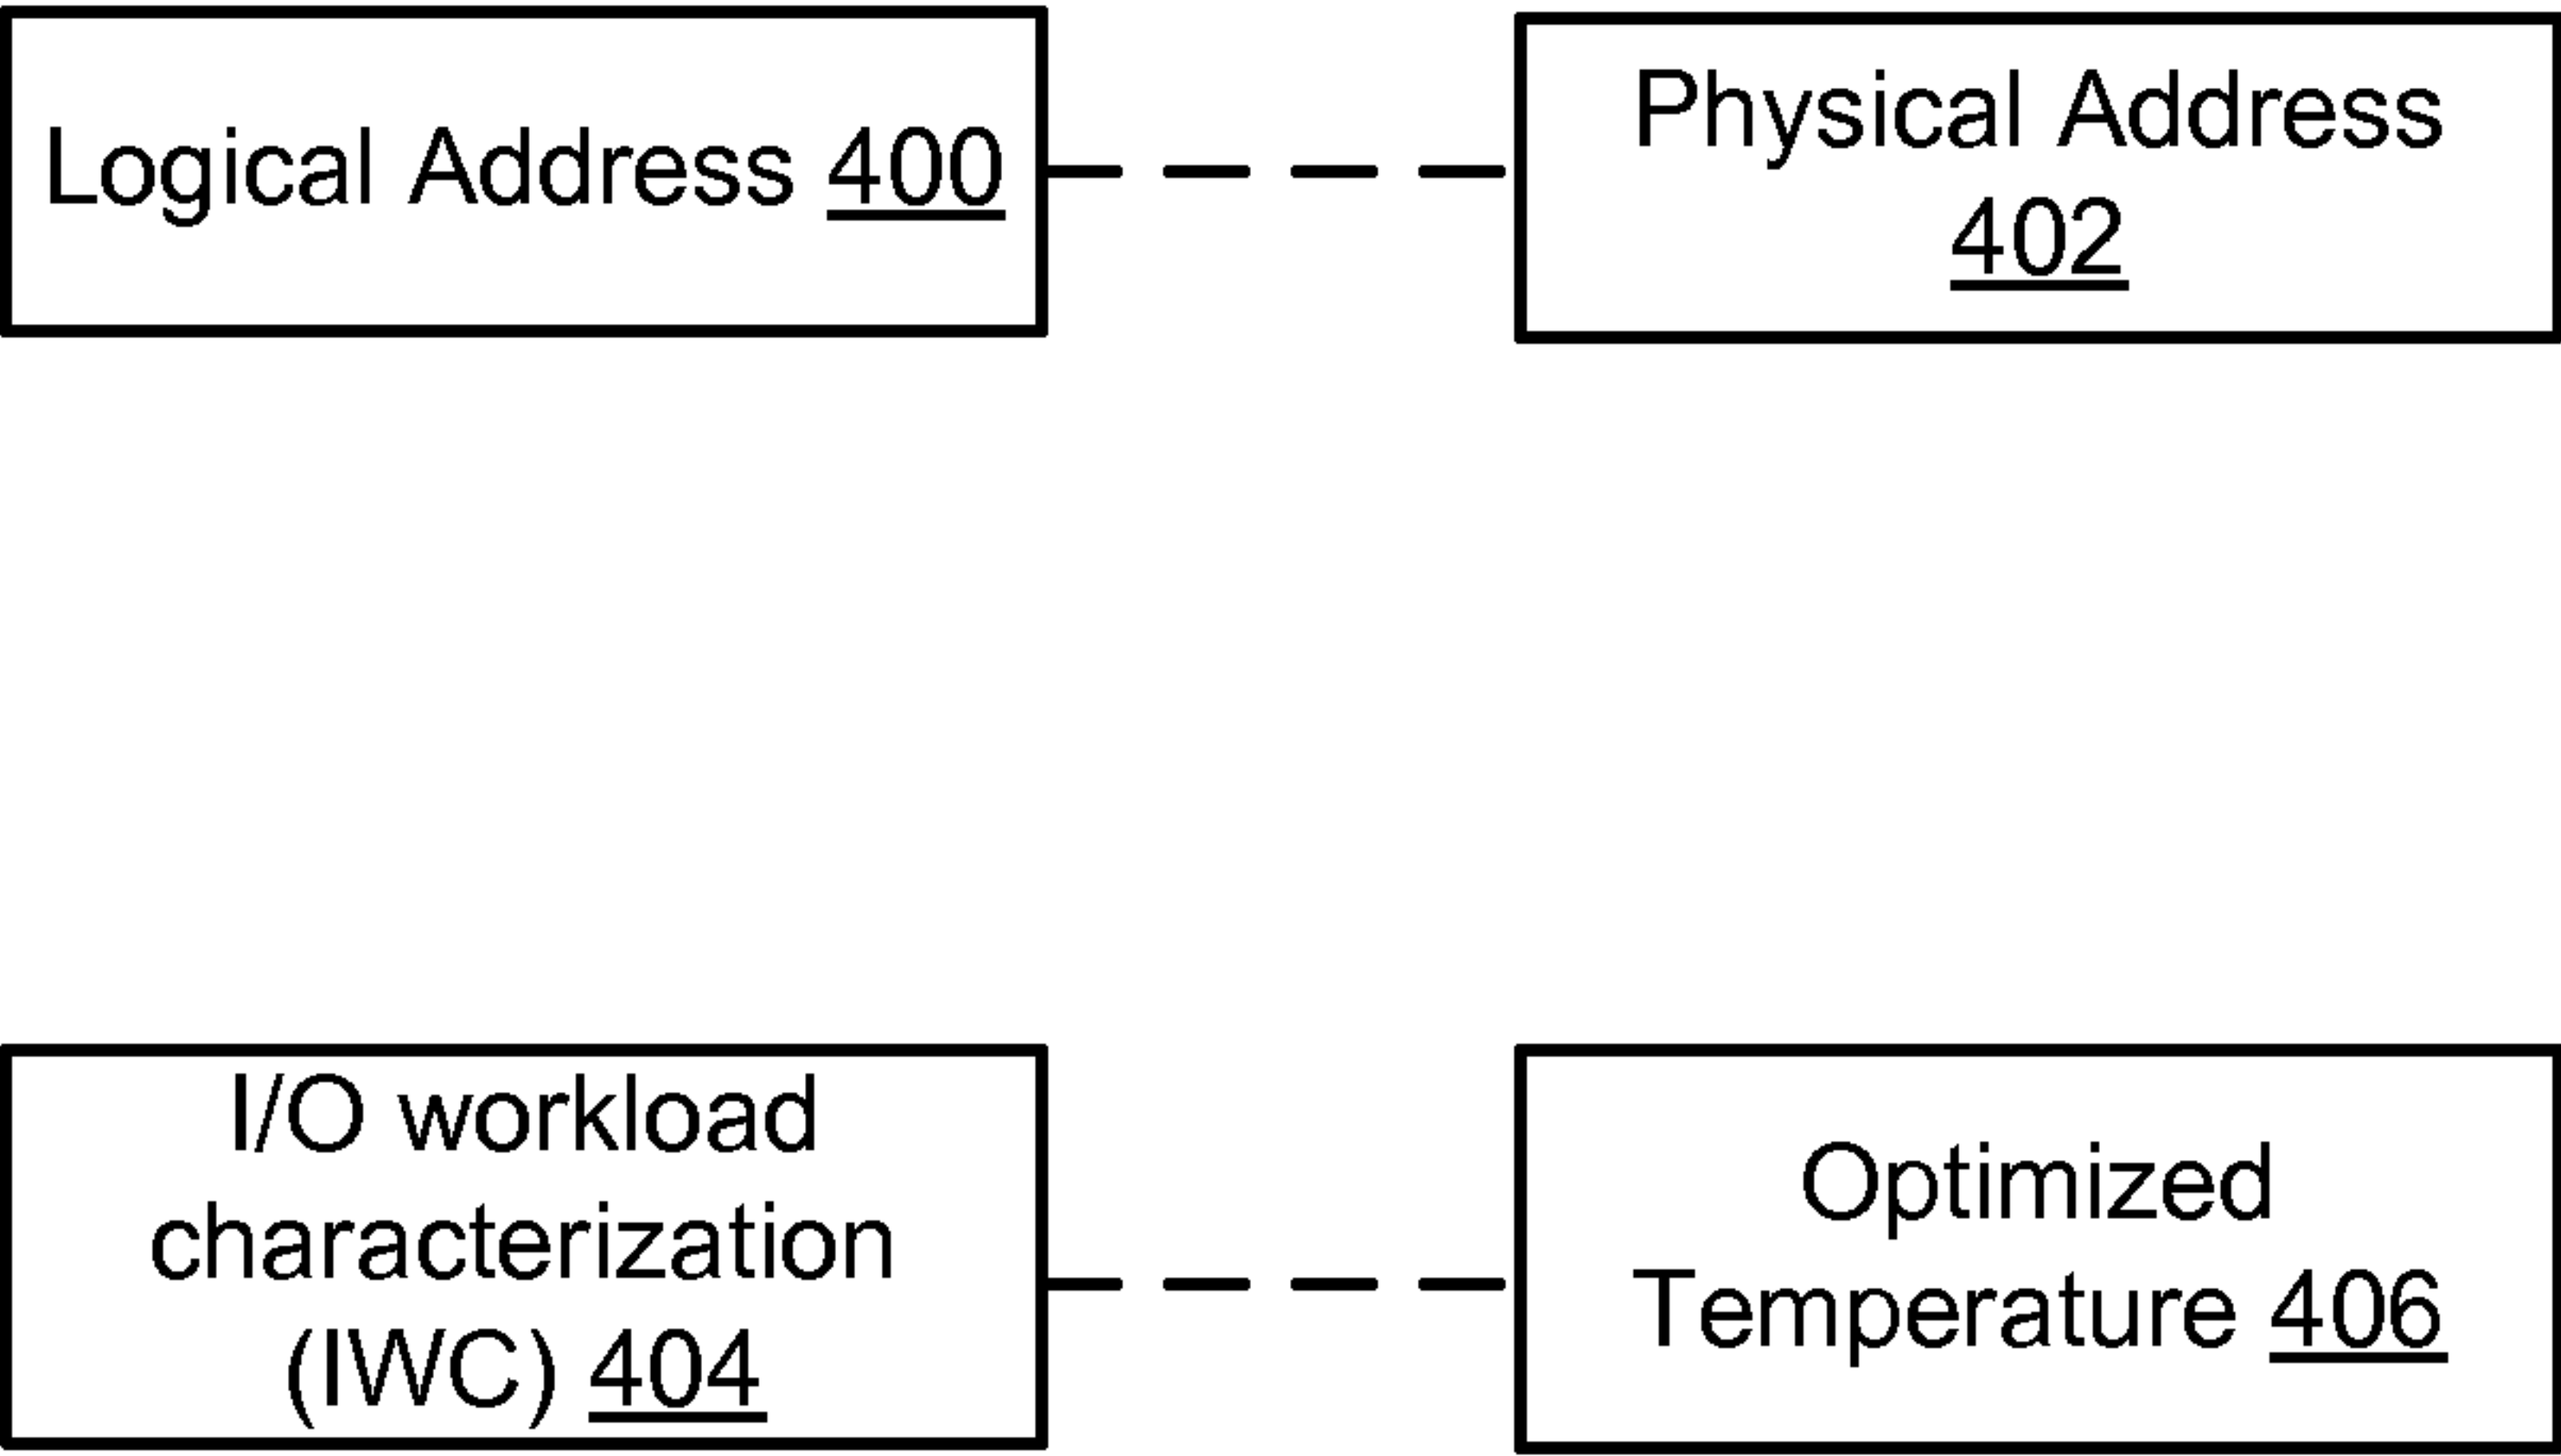 Logical Address 400
Physical Address
402
I/O workload
characterization
(IWC) 404
Optimized
Temperature 406